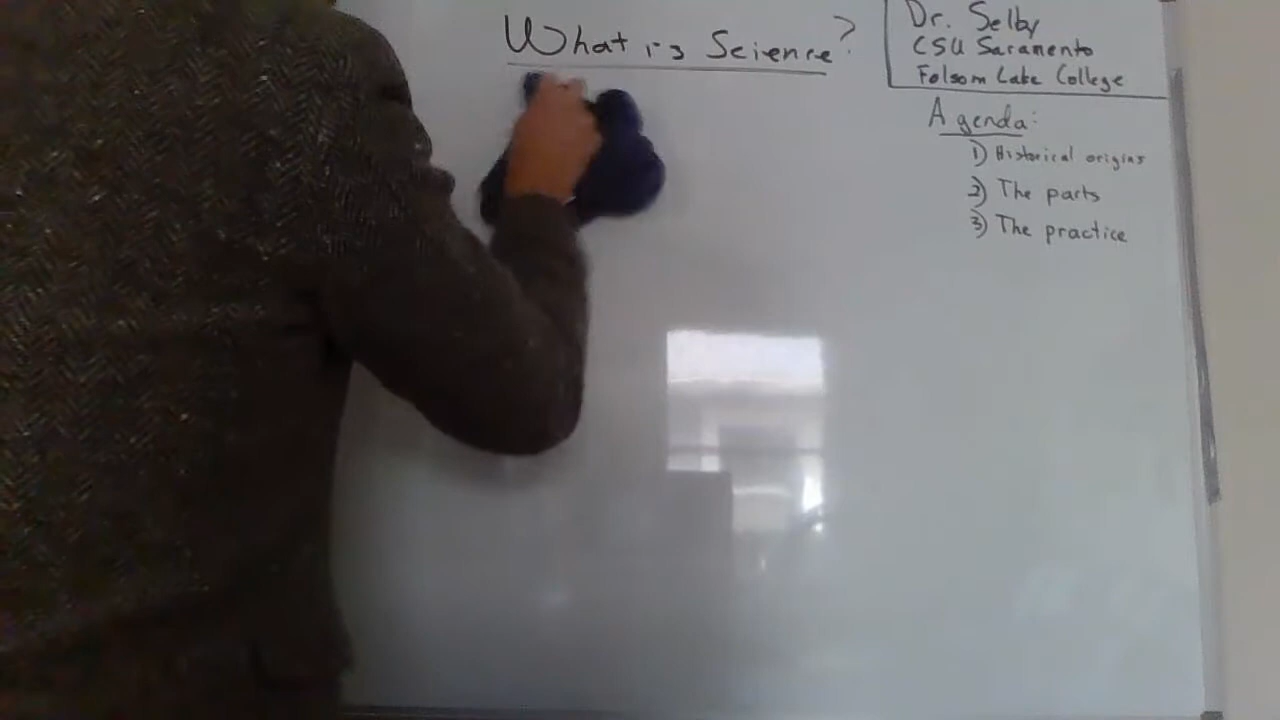 What is Science?
Dr. Selby
CSU Saramento
Folsom Lake College
Agenda:
1) Historical origins
2) The parts
3) The practice